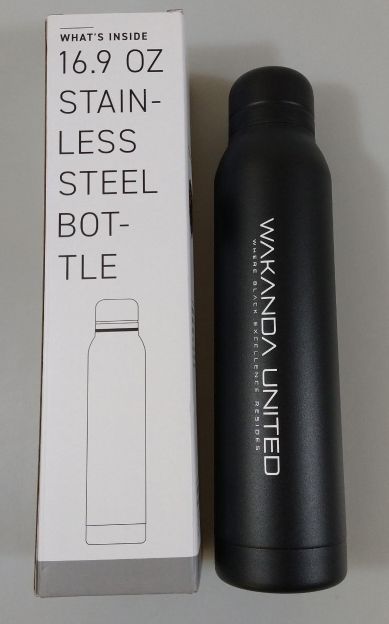 WHAT'S INSIDE
16.9 OZ
STAIN-
LESS
STEEL
BOT-
TLE
WAKANDA UNITED
WHERE BLACK EXCELLENCE RESIDES